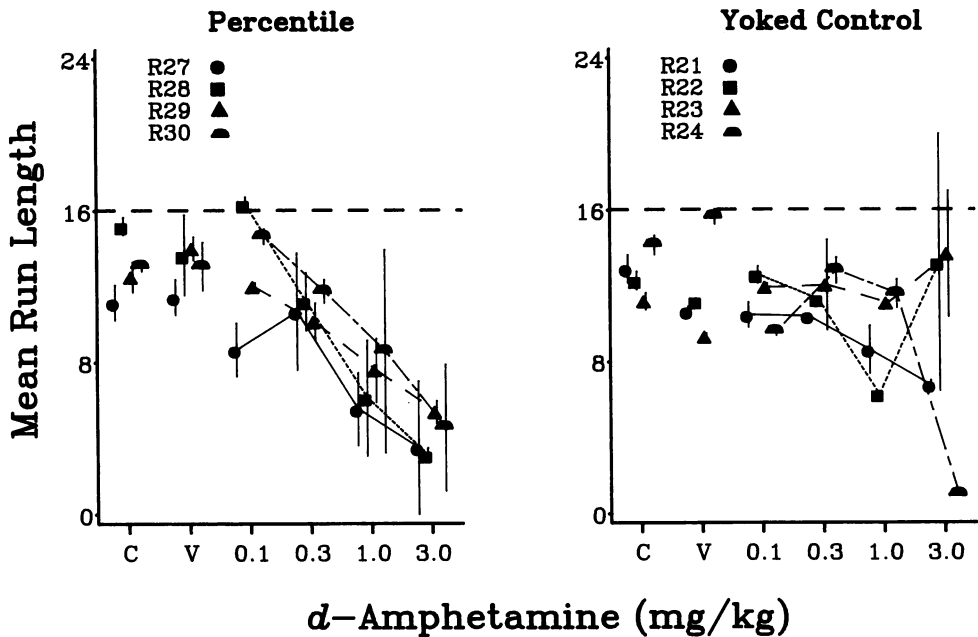 Percentile
Yoked Control
Mean Run Length
24
16
8
0
R27
R28
R29
R30
C V 0.1 0.3 1.0 3.0
24
16
8
0
R21
R22
R23
R24
C V 0.1 0.3 1.0 3.0
d-Amphetamine (mg/kg)